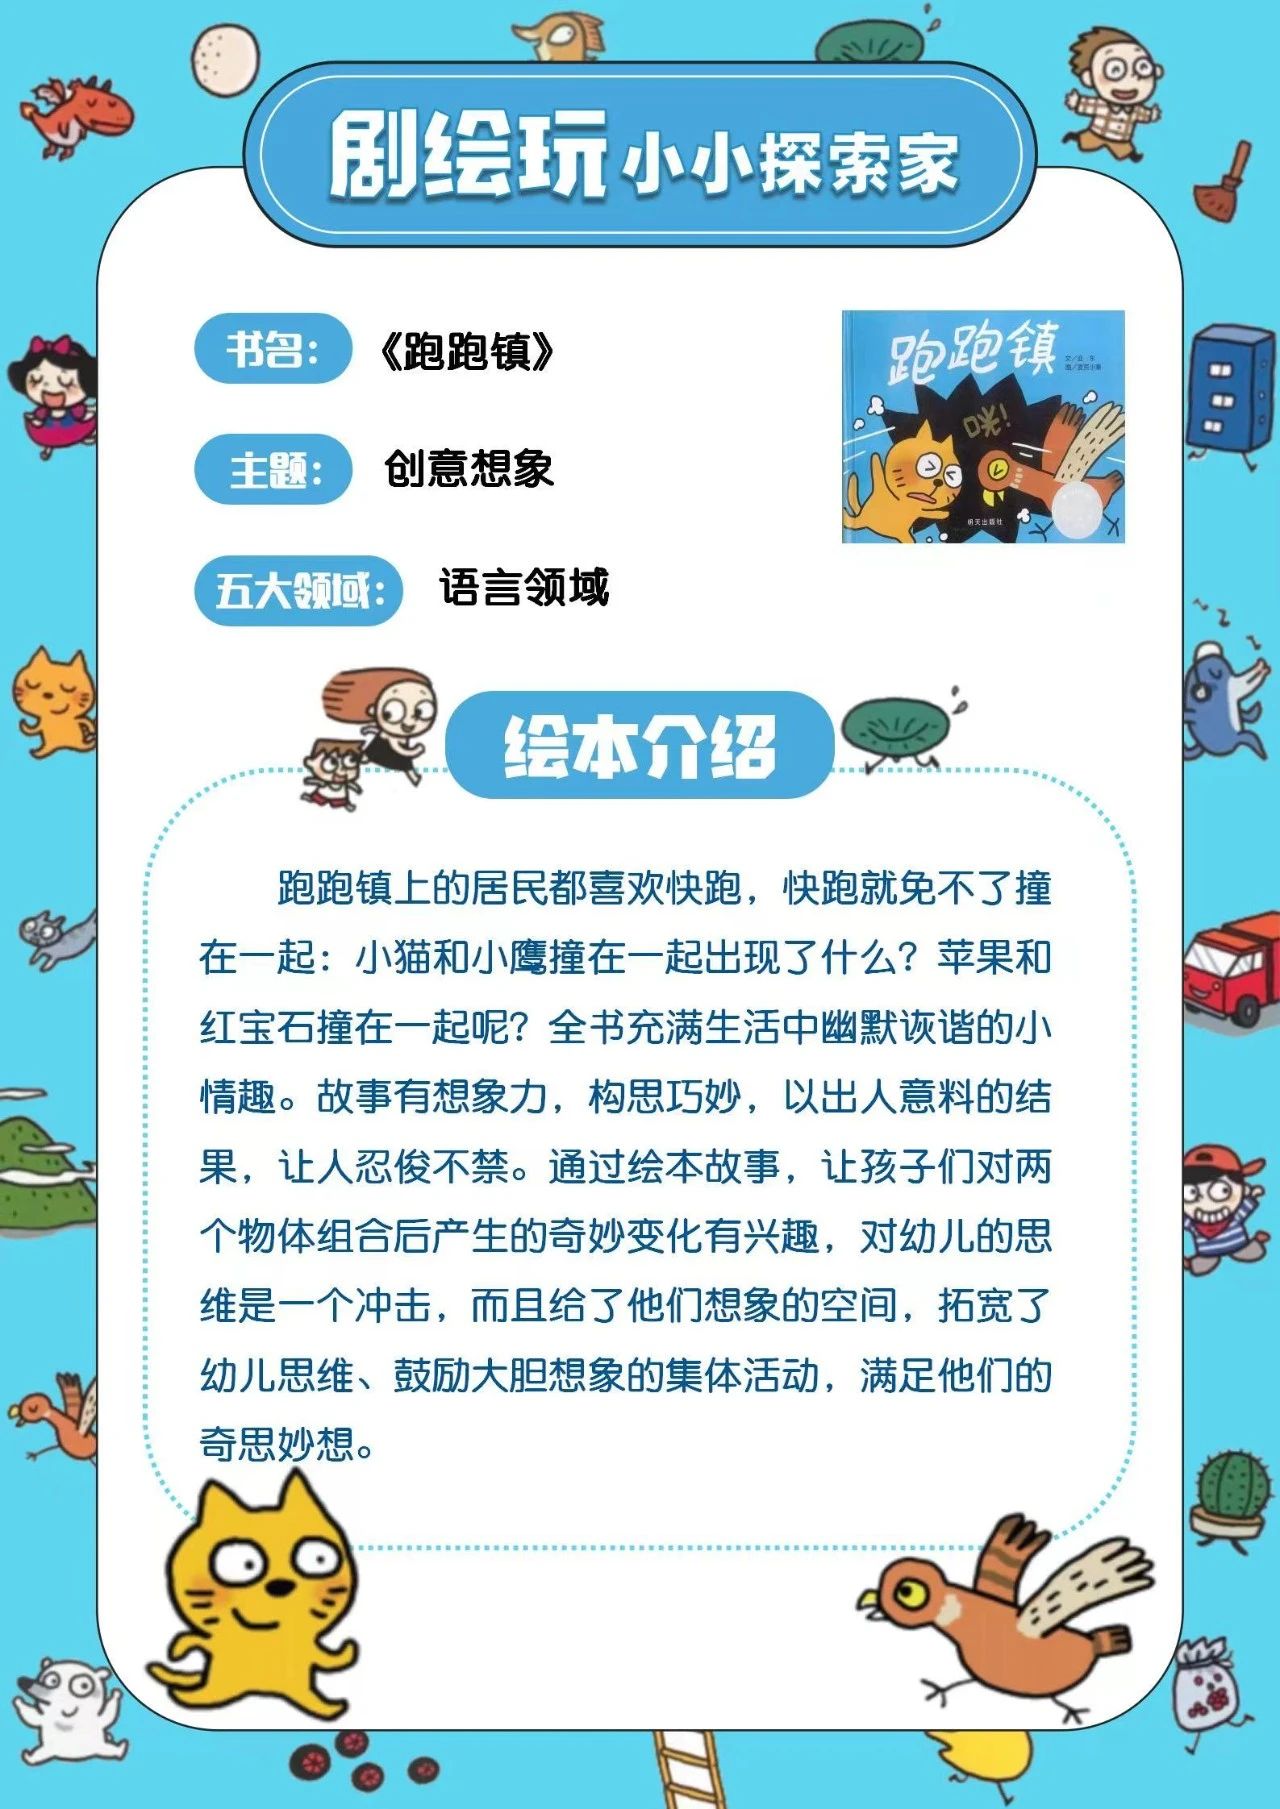 剧绘玩 小小探索家
书名：《跑跑镇》
主题：创意想象
五大领域：语言领域
跑跑镇
文/亚东
咪！
明天出版社
绘本介绍
跑跑镇上的居民都喜欢快跑，快跑就免不了撞
在一起：小猫和小鹰撞在一起出现了什么？苹果和
红宝石撞在一起呢？全书充满生活中幽默诙谐的小
情趣。故事有想象力，构思巧妙，以出人意料的结
果，让人忍俊不禁。通过绘本故事，让孩子们对两
个物体组合后产生的奇妙变化有兴趣，对幼儿的思
维是一个冲击，而且给了他们想象的空间，拓宽了
幼儿思维、鼓励大胆想象的集体活动，满足他们的
奇思妙想。